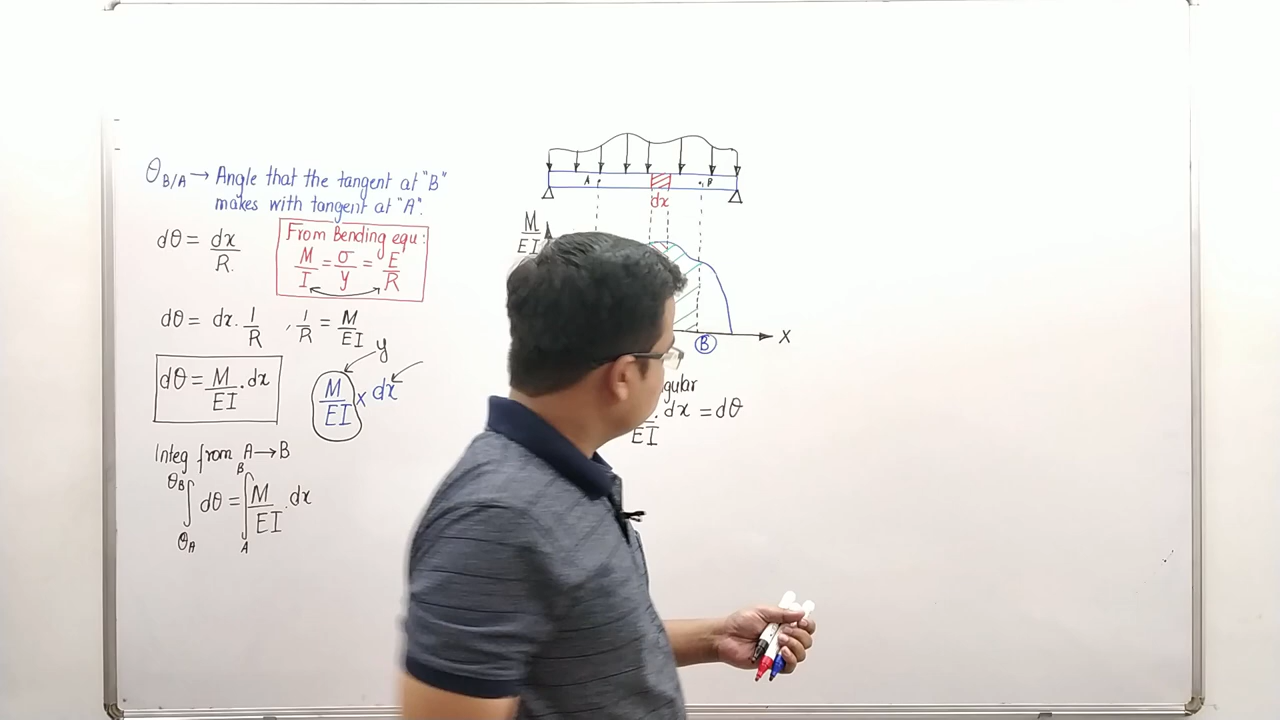 θB/A → Angle that the tangent at "B"
makes with tangent at "A".
dθ = dx/R.
From Bending equ:
M/I = σ/y = E/R
dθ = dx · 1/R , 1/R = M/EI
y
dθ = M/EI . dx
M/EI x dx
Integ from A → B
∫θA^θB dθ = ∫A^B M/EI . dx
A B
dx
M/EI
B X
EI . dx = dθ